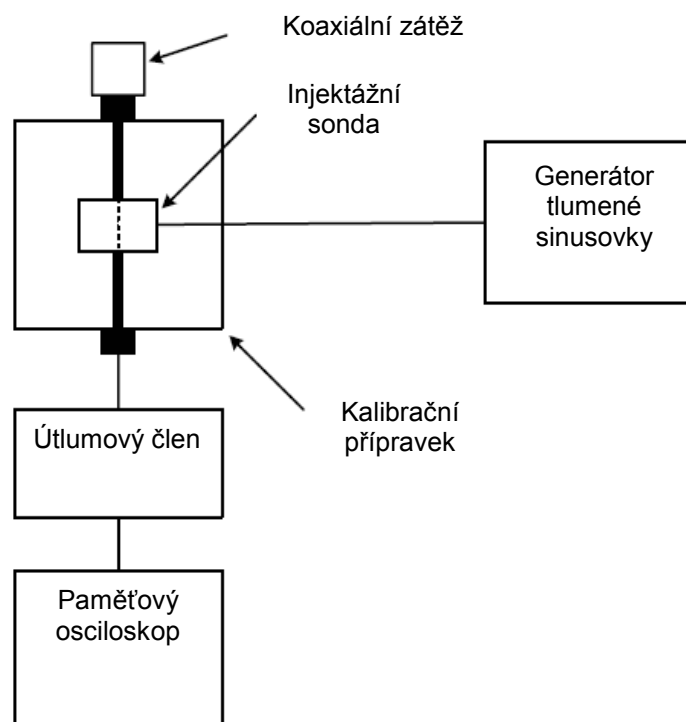 Koaxiální zátěž
Injektážní
sonda
Generátor
tlumené
sinusovky
Kalibrační
přípravek
Útlumový člen
Paměťový
osciloskop